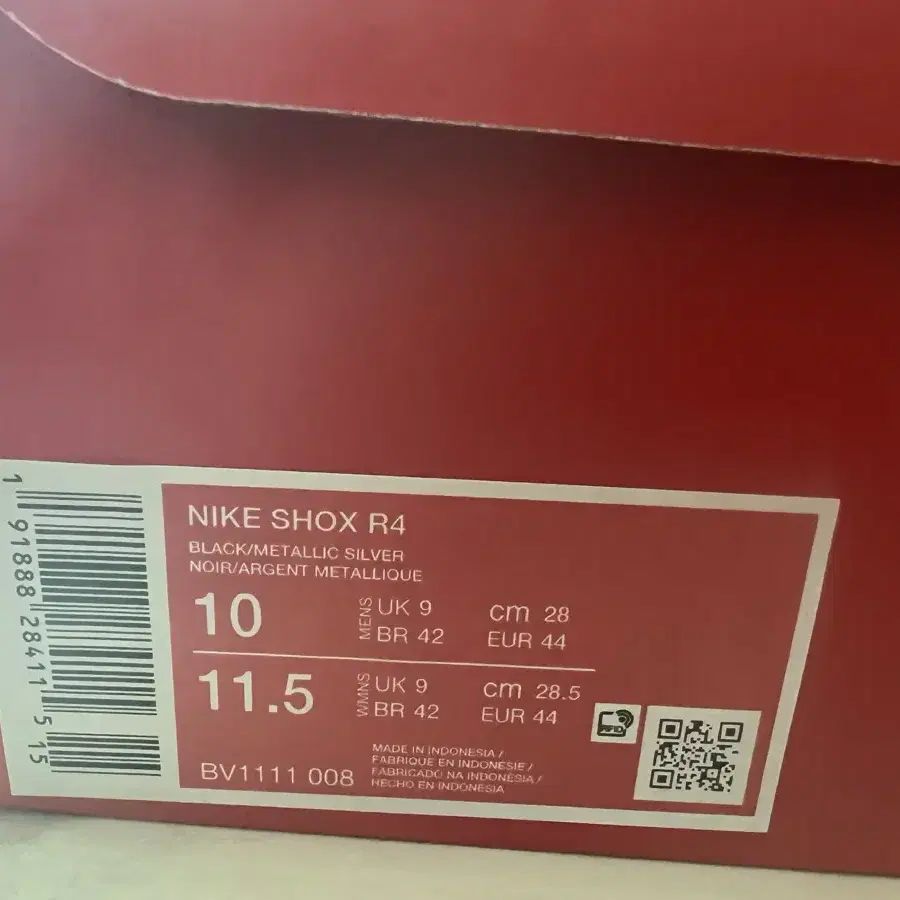 NIKE SHOX R4
BLACK/METALLIC SILVER
NOIR/ARGENT METALLIQUE
10
MENS
UK 9
cm 28
BR 42
EUR 44
11.5
WMNS
UK 9
cm 28.5
BR 42
EUR 44
BV1111 008
MADE IN INDONESIA /
FABRIQUE EN INDONESIE /
FABRICADO NA INDONÉSIA /
HECHO EN INDONESIA
1 91888 28411 5 15